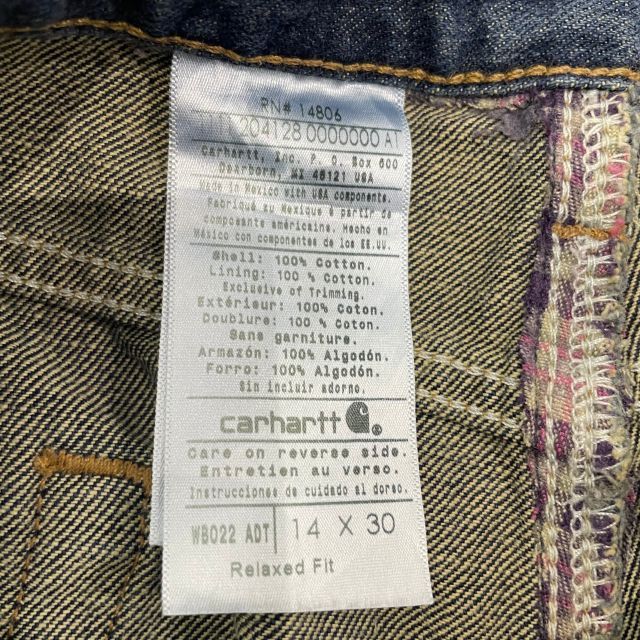 RN# 14806
204128 0000000 A1
Carhartt, Inc. P. O. Box 600
Dearborn, MI 48121 USA
Made in Mexico with USA components.
Fabriqué au Mexique à partir de
composants américains. Hecho en
México con componentes de los EE.UU.
Shell: 100% Cotton.
Lining: 100 % Cotton.
Exclusive of Trimming.
Extérieur: 100 % Coton.
Doublure: 100 % Coton.
Sans garniture.
Armazón: 100% Algodón.
Forro: 100% Algodón.
Sin incluir adorno.
carhartt
Care on reverse side.
Entretien au verso.
Instrucciones de cuidado al dorso.
WB022 ADT 14 X 30
Relaxed Fit